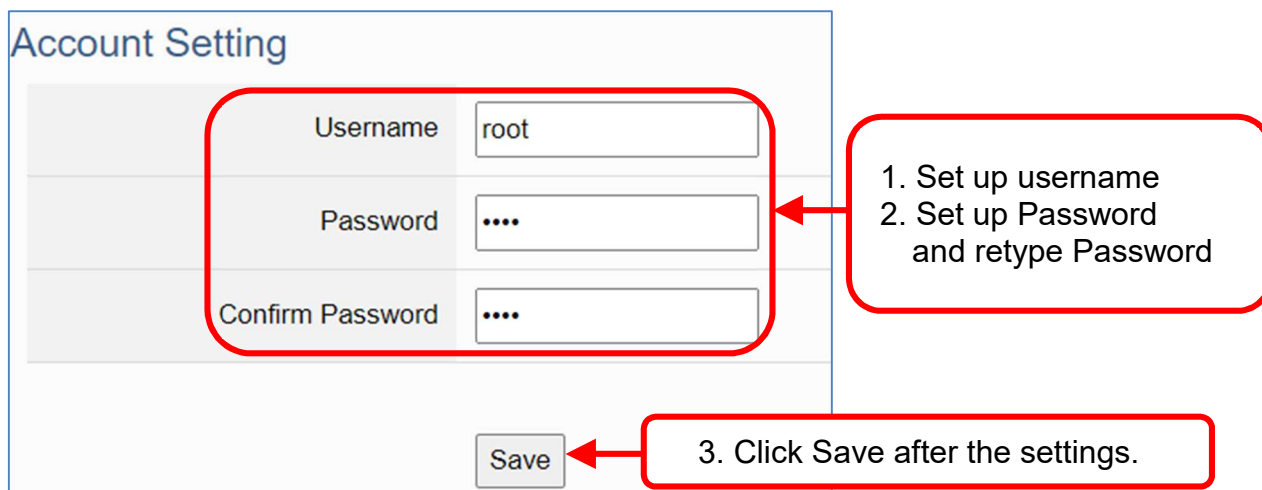 Account Setting
Username
root
Password
••••
Confirm Password
••••
Save
1. Set up username
2. Set up Password
and retype Password
3. Click Save after the settings.